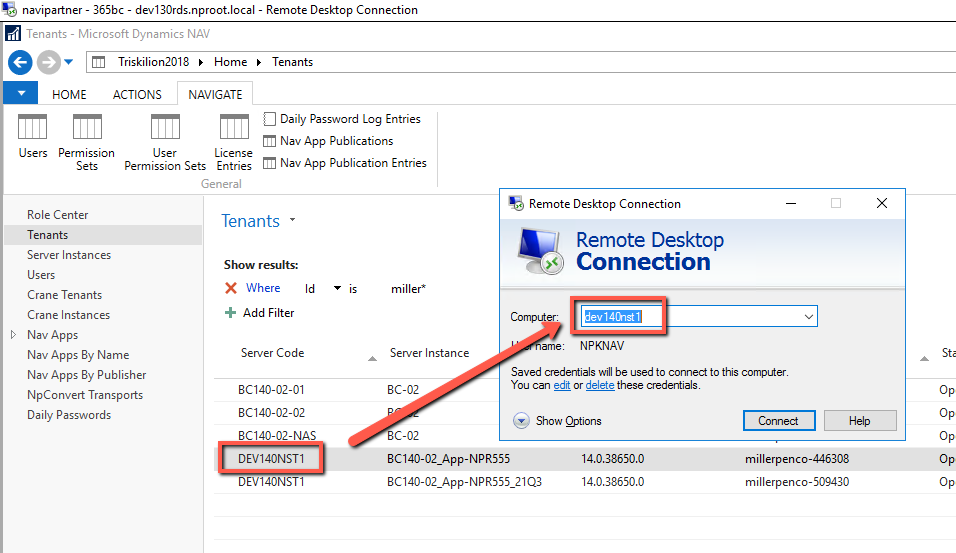 navipartner - 365bc - dev130rds.nproot.local - Remote Desktop Connection
Tenants - Microsoft Dynamics NAV
Triskilion2018 Home Tenants
HOME ACTIONS NAVIGATE
Users
Permission Sets
User Permission Sets
License Entries
Daily Password Log Entries
Nav App Publications
Nav App Publication Entries
General
Role Center
Tenants
Server Instances
Users
Crane Tenants
Crane Instances
Nav Apps
Nav Apps By Name
Nav Apps By Publisher
NpConvert Transports
Daily Passwords
Tenants
Show results:
Where Id is miller*
Add Filter
Server Code Server Instance Sta
BC140-02-01 BC-02 Op
BC140-02-02 BC-02 Op
BC140-02-NAS BC-02 Op
DEV140NST1 BC140-02_App-NPR555 14.0.38650.0 millerpenco-446308 Op
DEV140NST1 BC140-02_App-NPR555_21Q3 14.0.38650.0 millerpenco-509430 Op
Remote Desktop Connection
Remote Desktop
Connection
Computer: dev140nst1
name: NPKNAV
Saved credentials will be used to connect to this computer.
You can edit or delete these credentials.
Show Options Connect Help